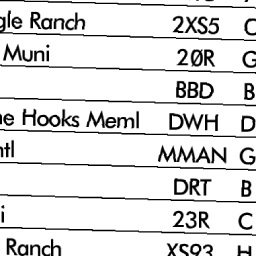 gle Ranch 2XS5 C
Muni 2ØR G
BBD B
ne Hooks Meml DWH D
ntl MMAN G
DRT B
i 23R C
Ranch XS93 H